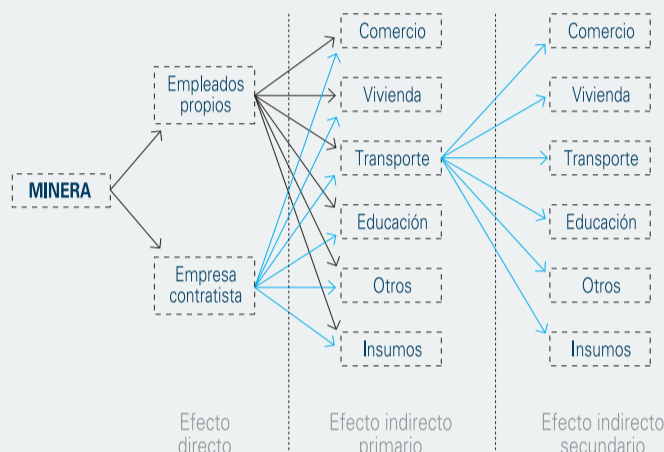 MINERA
Empleados
propios
Empresa
contratista
Comercio
Vivienda
Transporte
Educación
Otros
Insumos
Comercio
Vivienda
Transporte
Educación
Otros
Insumos
Efecto
directo
Efecto indirecto
primario
Efecto indirecto
secundario